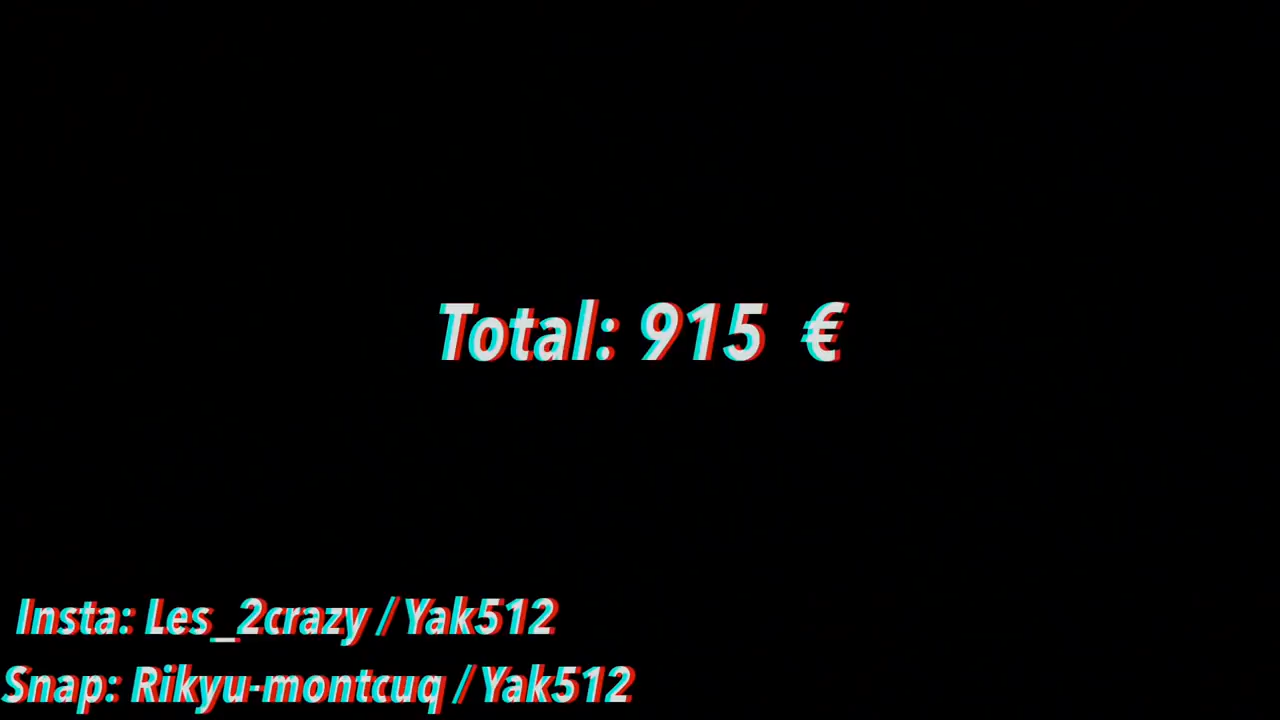 Total: 915 €
Insta: Les_2crazy / Yak512
Snap: Rikyu-montcuq / Yak512